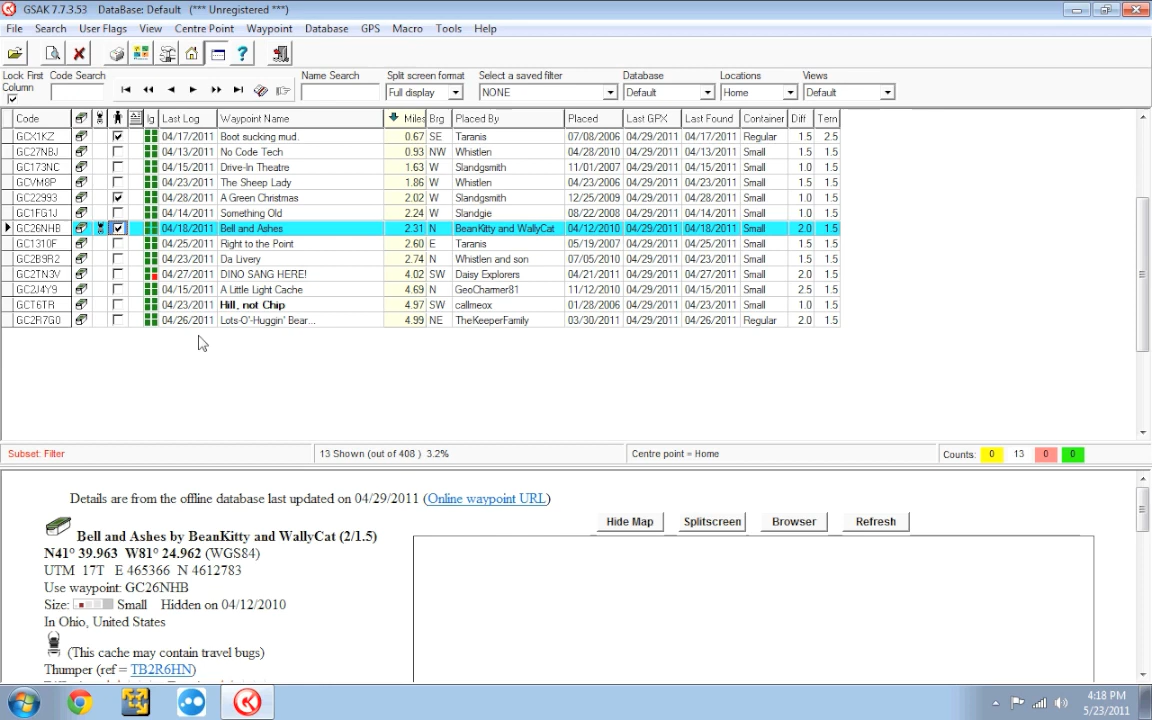 GSAK 7.7.3.53    DataBase: Default    (*** Unregistered ***)
File Search User Flags View Centre Point Waypoint Database GPS Macro Tools Help
Lock First Column Code Search Name Search Split screen format Select a saved filter Database Locations Views
Full display NONE Default Home Default
Code lg Last Log Waypoint Name Miles Brg Placed By Placed Last GPX Last Found Container Diff Terrn
GCX1KZ 04/17/2011 Boot sucking mud. 0.67 SE Taranis 07/08/2006 04/29/2011 04/17/2011 Regular 1.5 2.5
GC27NBJ 04/13/2011 No Code Tech 0.93 NW Whistlen 04/28/2010 04/29/2011 04/13/2011 Small 1.5 1.5
GC173NC 04/15/2011 Drive-In Theatre 1.63 W Slandgsmith 11/01/2007 04/29/2011 04/15/2011 Small 1.0 1.5
GCVM8P 04/23/2011 The Sheep Lady 1.86 W Whistlen 04/23/2006 04/29/2011 04/23/2011 Small 1.5 1.5
GC22993 04/28/2011 A Green Christmas 2.02 W Slandgsmith 12/25/2009 04/29/2011 04/28/2011 Small 1.0 1.5
GC1FG1J 04/14/2011 Something Old 2.24 W Slandgie 08/22/2008 04/29/2011 04/14/2011 Small 1.0 1.5
GC26NHB 04/18/2011 Bell and Ashes 2.31 N BeanKitty and WallyCat 04/12/2010 04/29/2011 04/18/2011 Small 2.0 1.5
GC1310F 04/25/2011 Right to the Point 2.60 E Taranis 05/19/2007 04/29/2011 04/25/2011 Small 1.5 1.5
GC2B9R2 04/23/2011 Da Livery 2.74 N Whistlen and son 07/05/2010 04/29/2011 04/23/2011 Small 1.0 1.5
GC2TN3V 04/27/2011 DINO SANG HERE! 4.02 SW Daisy Explorers 04/21/2011 04/29/2011 04/27/2011 Small 2.0 1.5
GC2J4Y9 04/15/2011 A Little Light Cache 4.69 N GeoCharmer81 11/12/2010 04/29/2011 04/15/2011 Small 2.5 1.5
GCT6TR 04/23/2011 Hill, not Chip 4.97 SW callmeox 01/28/2006 04/29/2011 04/23/2011 Small 1.0 1.5
GC2R7G0 04/26/2011 Lots-O'-Huggin' Bear... 4.99 NE TheKeeperFamily 03/30/2011 04/29/2011 04/26/2011 Regular 2.0 1.5
Subset: Filter 13 Shown (out of 408 ) 3.2% Centre point = Home Counts: 0 13 0 0
Details are from the offline database last updated on 04/29/2011 (Online waypoint URL)
Hide Map Splitscreen Browser Refresh
Bell and Ashes by BeanKitty and WallyCat (2/1.5)
N41° 39.963 W81° 24.962 (WGS84)
UTM 17T E 465366 N 4612783
Use waypoint: GC26NHB
Size: Small Hidden on 04/12/2010
In Ohio, United States
(This cache may contain travel bugs)
Thumper (ref = TB2R6HN)
4:18 PM
5/23/2011